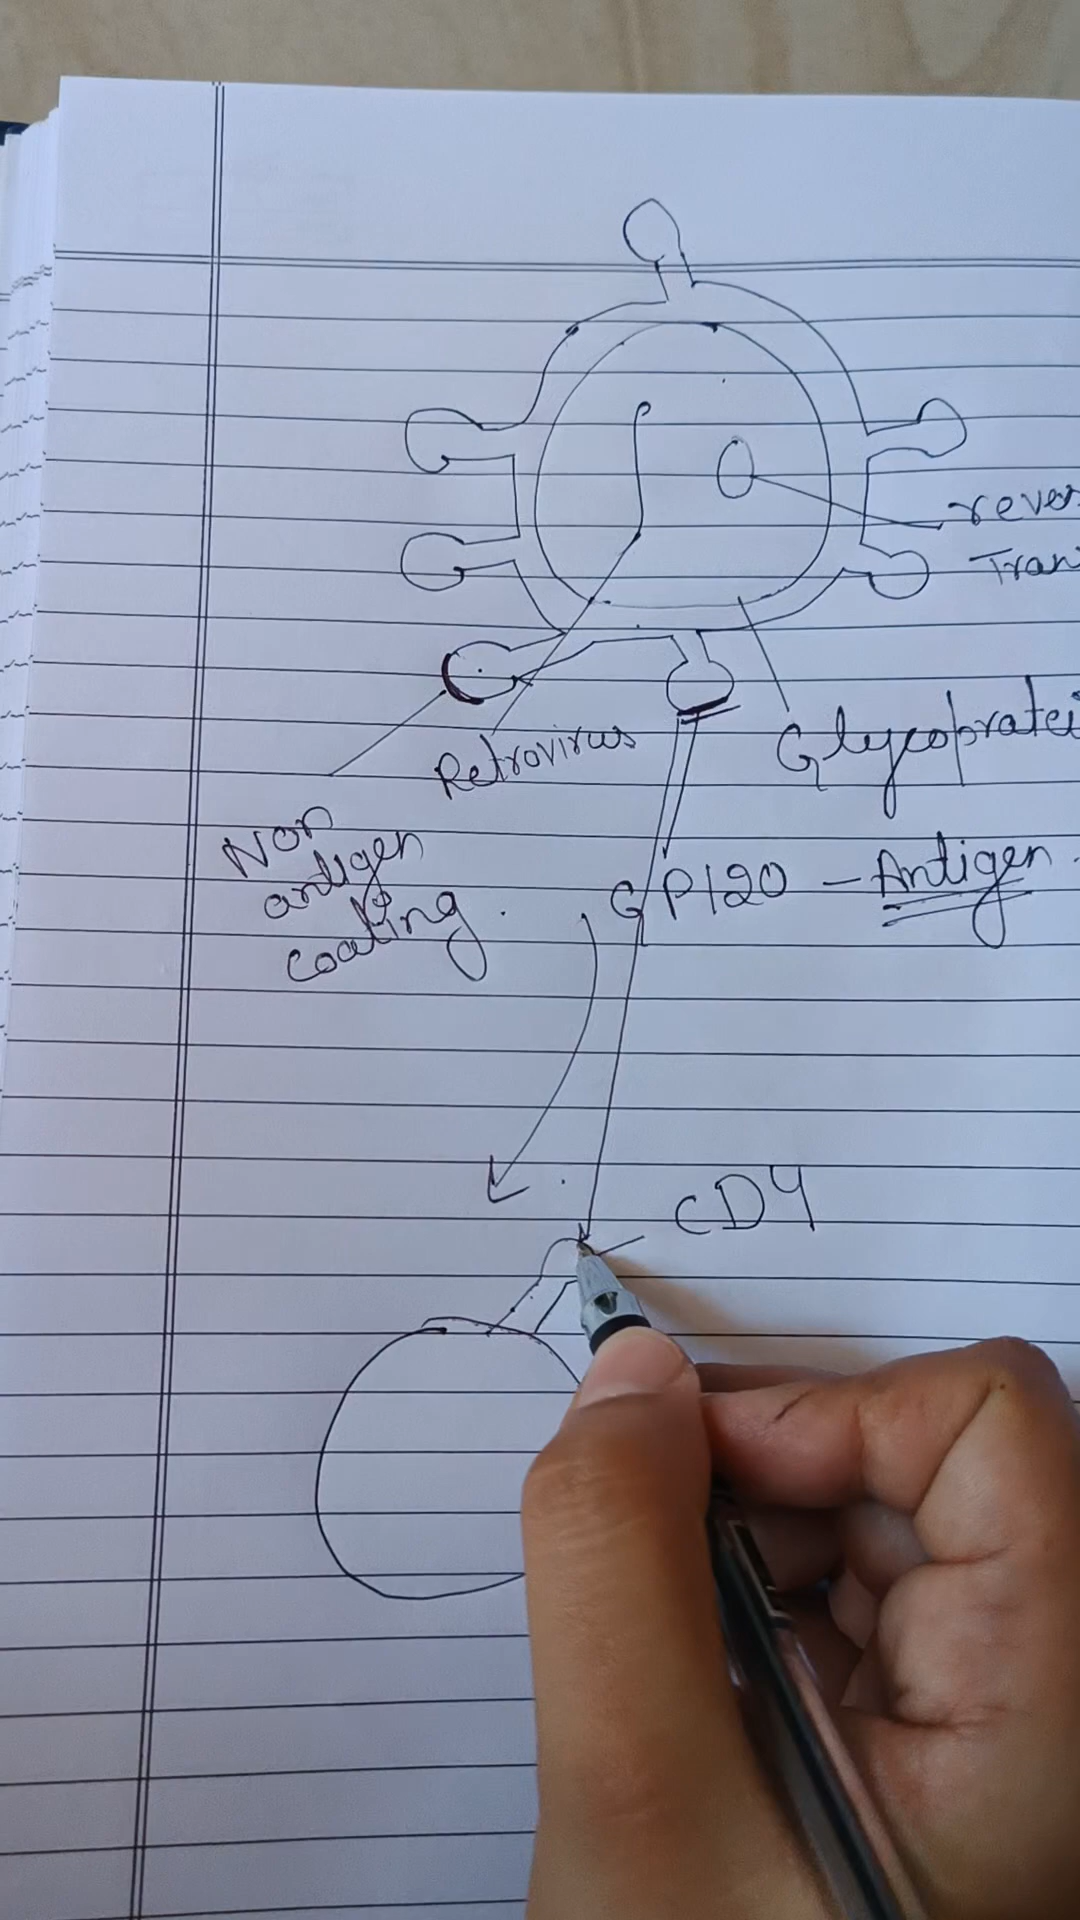 rever
Tran
Retrovirus
Glycoprotei
Non
antigen
coating.
GP120 - Antigen
CD4